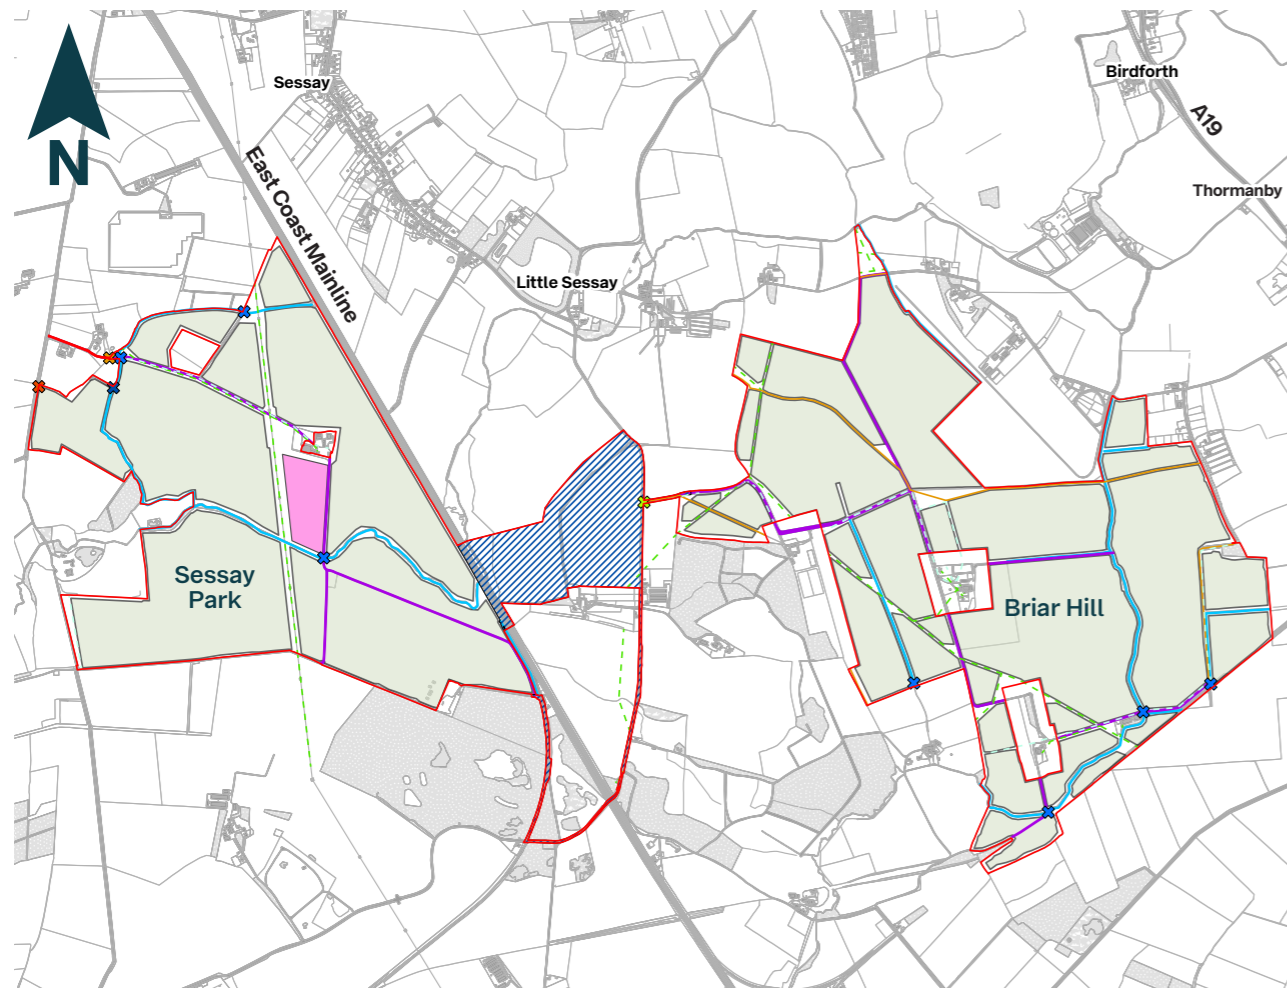 N
Sessay
East Coast Mainline
Little Sessay
Birdforth
A19
Thormanby
Sessay
Park
Briar Hill